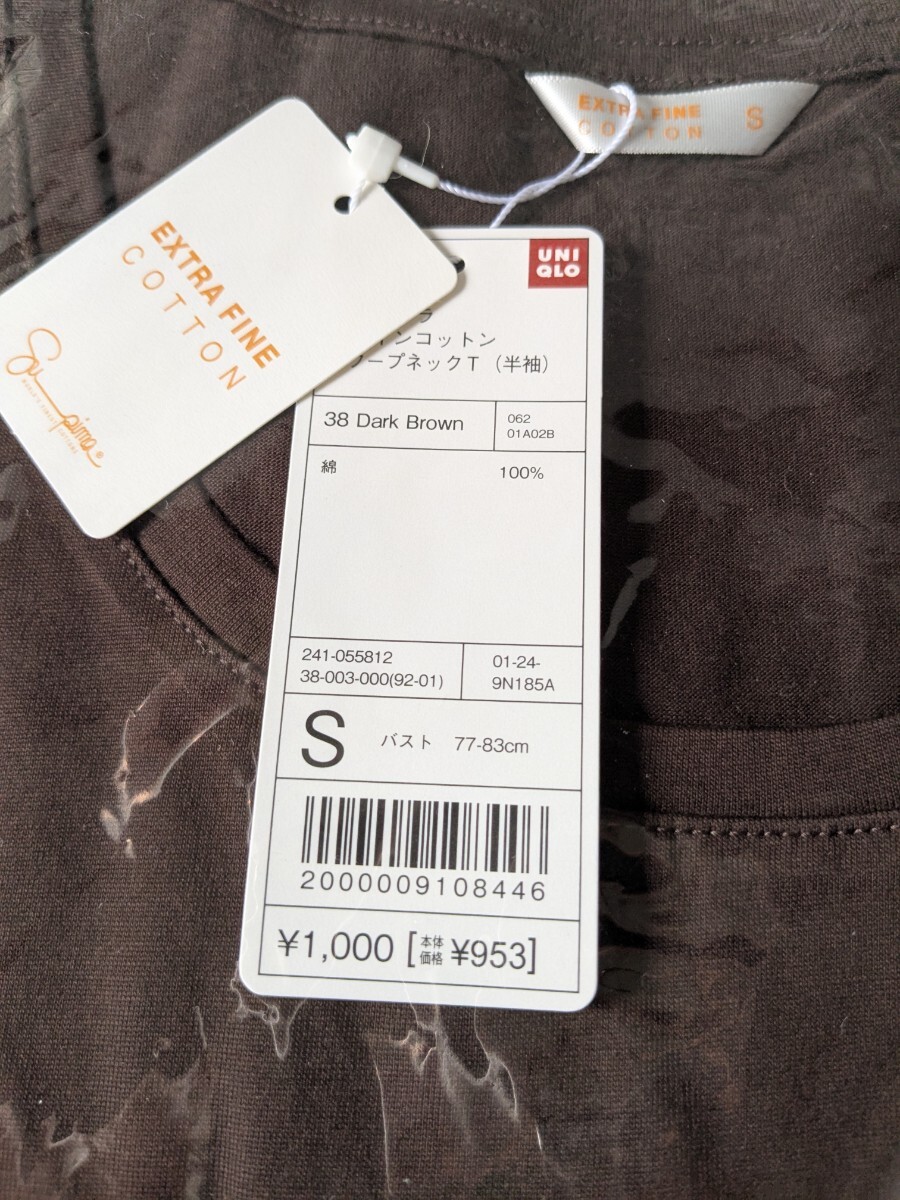 EXTRA FINE
COTTON S
EXTRA FINE
COTTON
Supima®
UNI
QLO
ラ
インコットン
ープネックT（半袖）
38 Dark Brown
062
01A02B
綿 100%
241-055812
38-003-000(92-01)
01-24-
9N185A
S バスト 77-83cm
2000009108446
¥1,000 [本体価格 ¥953]